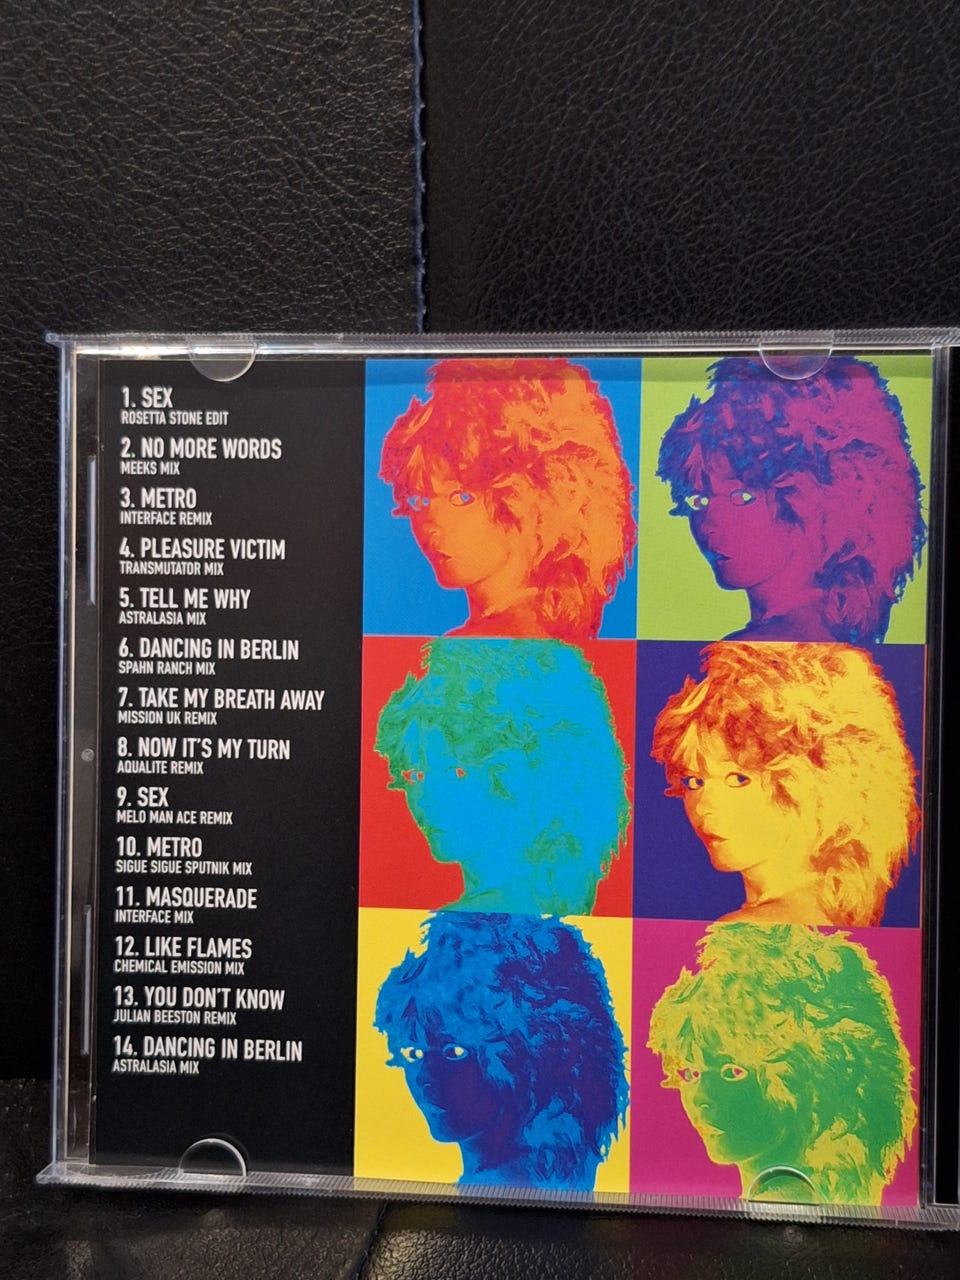 1. SEX
ROSETTA STONE EDIT
2. NO MORE WORDS
MEEKS MIX
3. METRO
INTERFACE REMIX
4. PLEASURE VICTIM
TRANSMUTATOR MIX
5. TELL ME WHY
ASTRALASIA MIX
6. DANCING IN BERLIN
SPAHN RANCH MIX
7. TAKE MY BREATH AWAY
MISSION UK REMIX
8. NOW IT'S MY TURN
AQUALITE REMIX
9. SEX
MELO MAN ACE REMIX
10. METRO
SIGUE SIGUE SPUTNIK MIX
11. MASQUERADE
INTERFACE MIX
12. LIKE FLAMES
CHEMICAL EMISSION MIX
13. YOU DON'T KNOW
JULIAN BEESTON REMIX
14. DANCING IN BERLIN
ASTRALASIA MIX